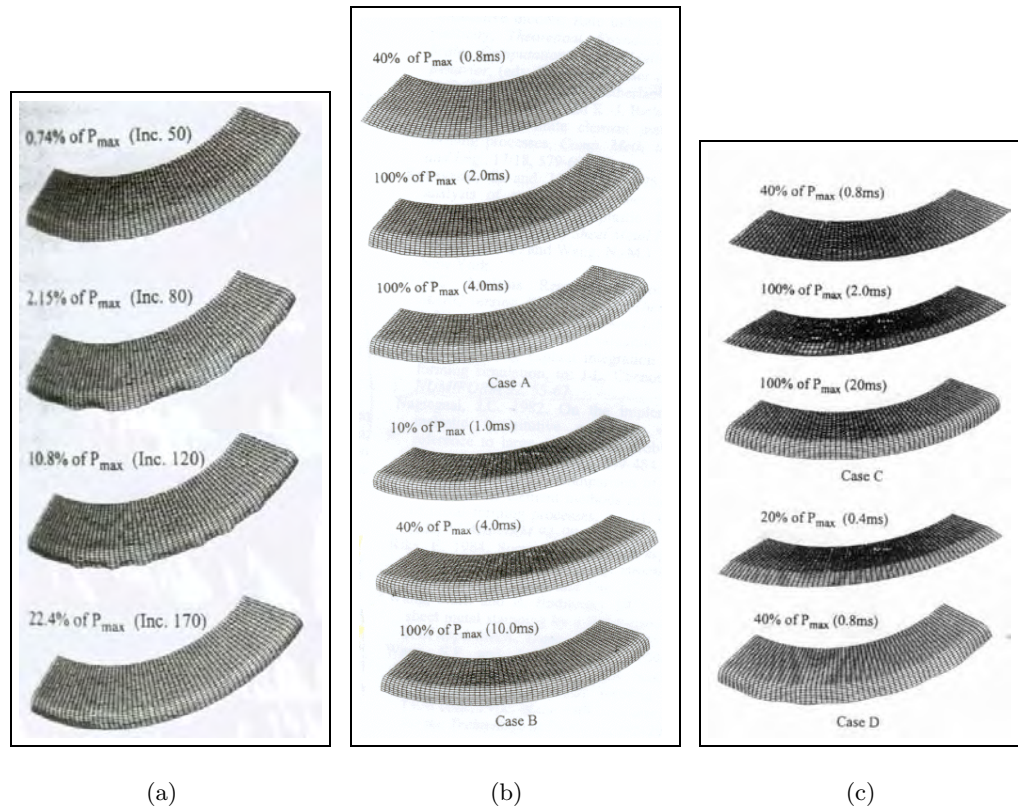 0.74% of Pmax (Inc. 50)
2.15% of Pmax (Inc. 80)
10.8% of Pmax (Inc. 120)
22.4% of Pmax (Inc. 170)
(a)
40% of Pmax (0.8ms)
100% of Pmax (2.0ms)
100% of Pmax (4.0ms)
Case A
10% of Pmax (1.0ms)
40% of Pmax (4.0ms)
100% of Pmax (10.0ms)
Case B
(b)
40% of Pmax (0.8ms)
100% of Pmax (2.0ms)
100% of Pmax (20ms)
Case C
20% of Pmax (0.4ms)
40% of Pmax (0.8ms)
Case D
(c)